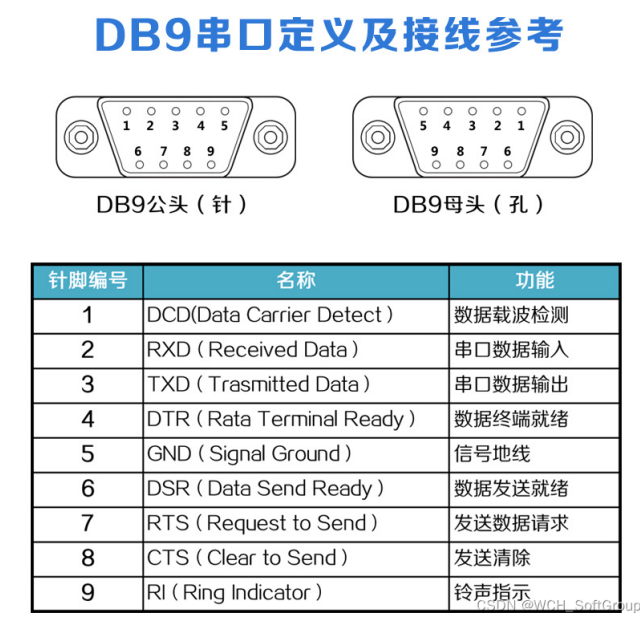 DB9串口定义及接线参考
1 2 3 4 5
6 7 8 9
5 4 3 2 1
9 8 7 6
DB9公头（针）
DB9母头（孔）
针脚编号 名称 功能
1 DCD(Data Carrier Detect） 数据载波检测
2 RXD（Received Data） 串口数据输入
3 TXD（Trasmitted Data） 串口数据输出
4 DTR（Rata Terminal Ready） 数据终端就绪
5 GND（Signal Ground） 信号地线
6 DSR（Data Send Ready） 数据发送就绪
7 RTS（Request to Send） 发送数据请求
8 CTS（Clear to Send） 发送清除
9 RI（Ring Indicator） 铃声指示
CSDN @WCH_SoftGroup